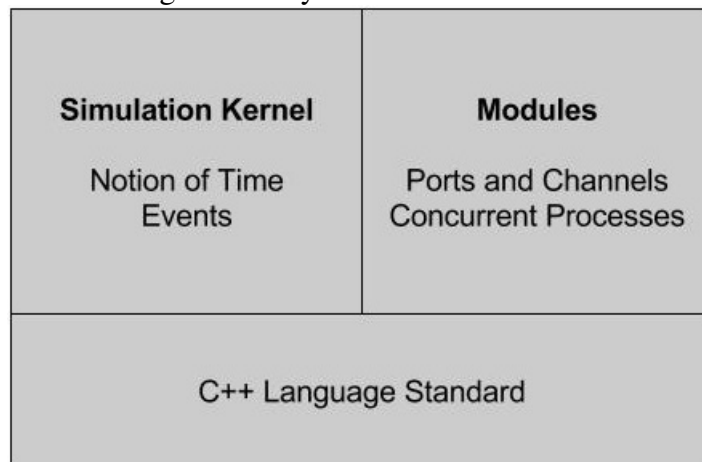 Simulation Kernel
Notion of Time
Events
Modules
Ports and Channels
Concurrent Processes
C++ Language Standard